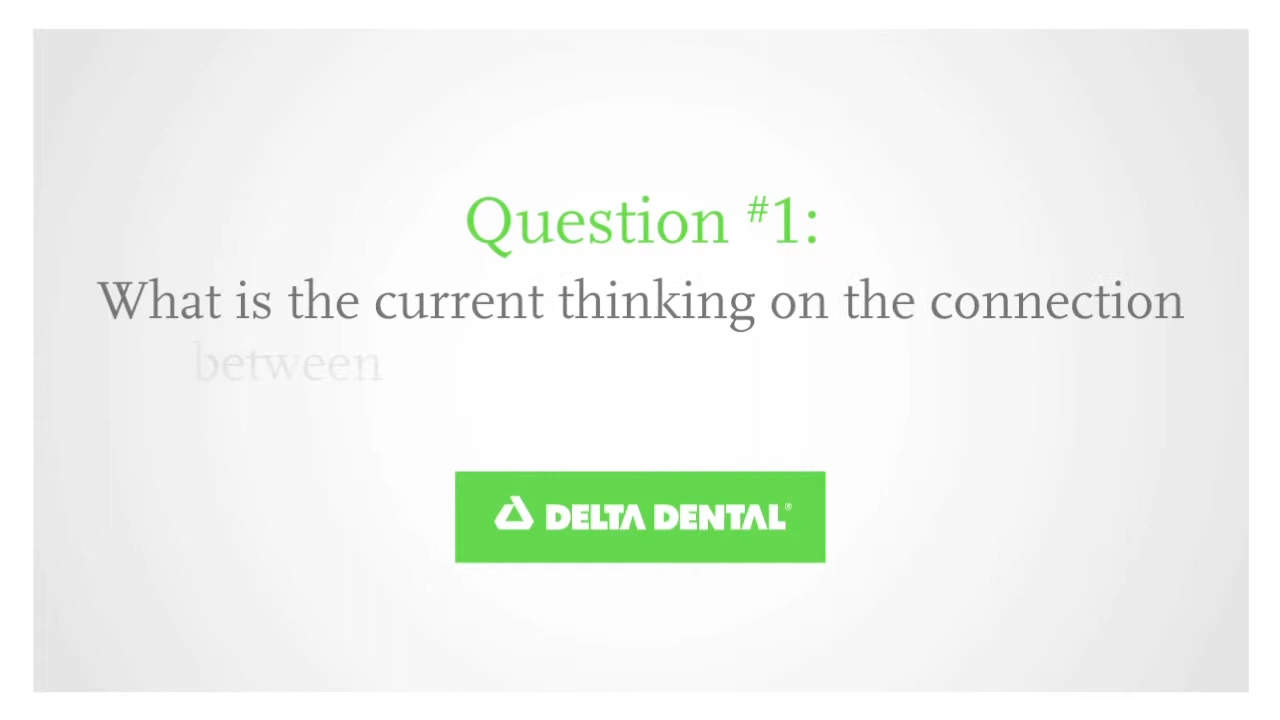 Question #1:
What is the current thinking on the connection
between
DELTA DENTAL®